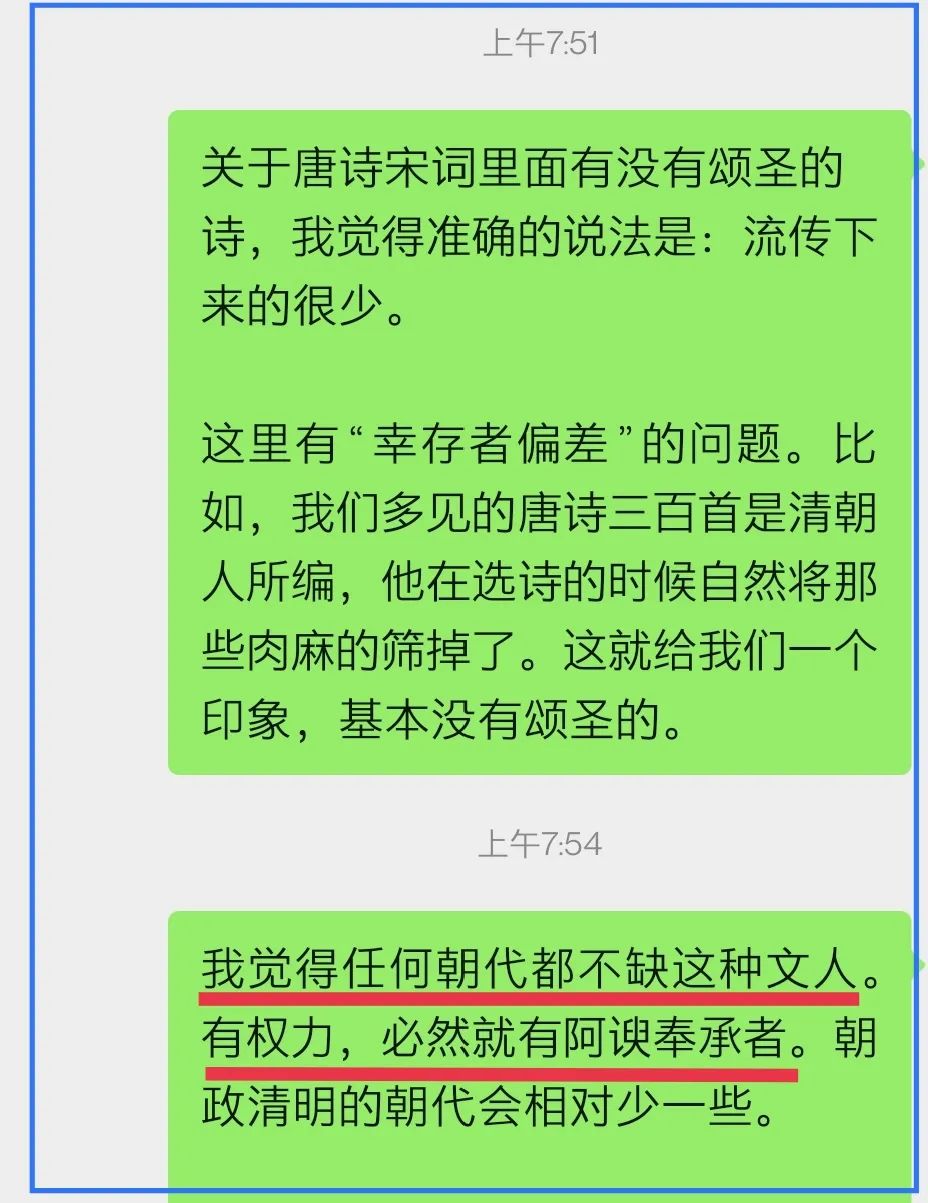 上午7:51
关于唐诗宋词里面有没有颂圣的
诗，我觉得准确的说法是：流传下
来的很少。
这里有“幸存者偏差”的问题。比
如，我们多见的唐诗三百首是清朝
人所编，他在选诗的时候自然将那
些肉麻的筛掉了。这就给我们一个
印象，基本没有颂圣的。
上午7:54
我觉得任何朝代都不缺这种文人。
有权力，必然就有阿谀奉承者。朝
政清明的朝代会相对少一些。